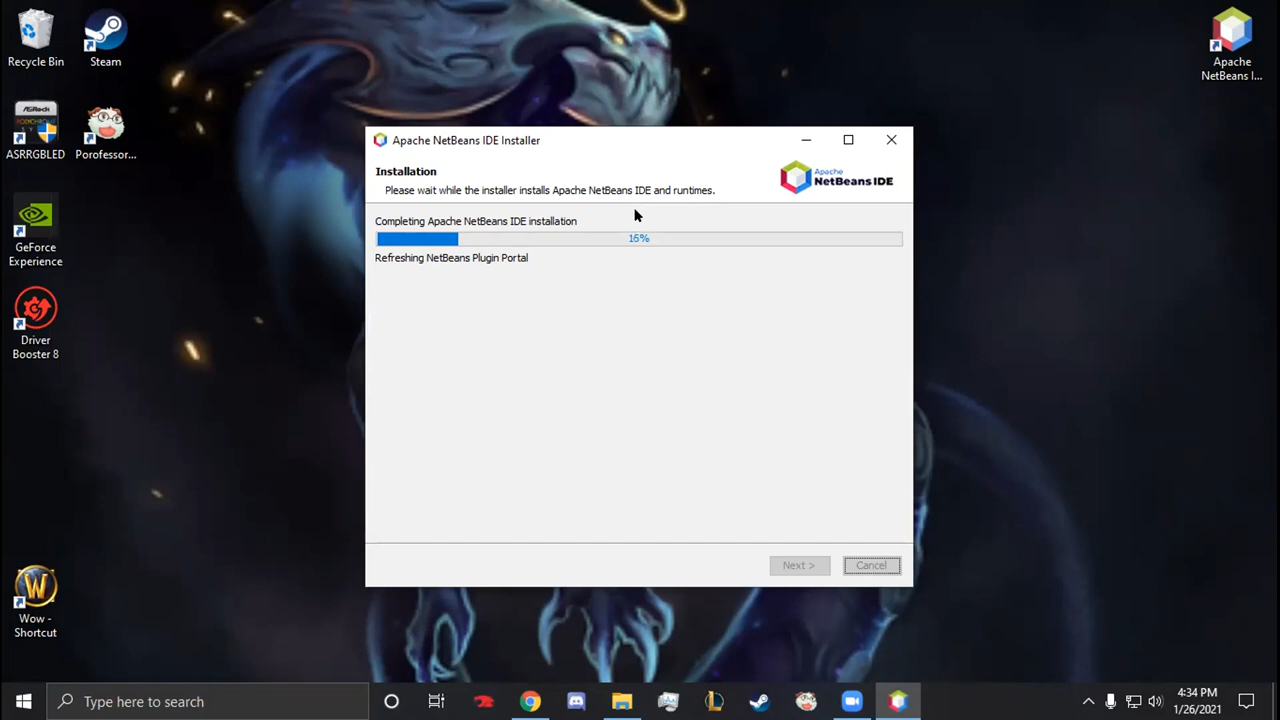 Recycle Bin
Steam
Apache
NetBeans I...
ASRock
ASRRGBLED
Porofessor...
GeForce
Experience
Driver
Booster 8
Wow -
Shortcut
Apache NetBeans IDE Installer
Installation
Please wait while the installer installs Apache NetBeans IDE and runtimes.
Apache
NetBeans IDE
Completing Apache NetBeans IDE installation
16%
Refreshing NetBeans Plugin Portal
Next >
Cancel
Type here to search
4:34 PM
1/26/2021